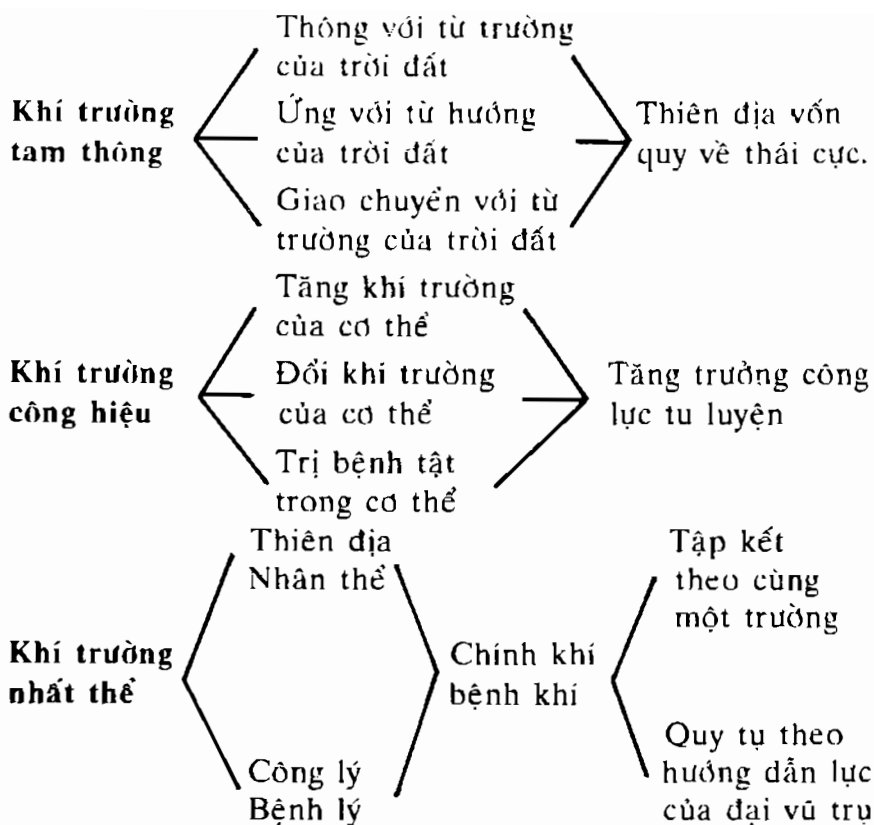 Khí trường
tam thông
Thông với từ trường
của trời đất
Ứng với từ hướng
của trời đất
Giao chuyển với từ
trường của trời đất
Thiên địa vốn
quy về thái cực.
Khí trường
công hiệu
Tăng khí trường
của cơ thể
Đổi khí trường
của cơ thể
Trị bệnh tật
trong cơ thể
Tăng trưởng công
lực tu luyện
Khí trường
nhất thể
Thiên địa
Nhân thể
Công lý
Bệnh lý
Chính khí
bệnh khí
Tập kết
theo cùng
một trường
Quy tụ theo
hướng dẫn lực
của đại vũ trụ